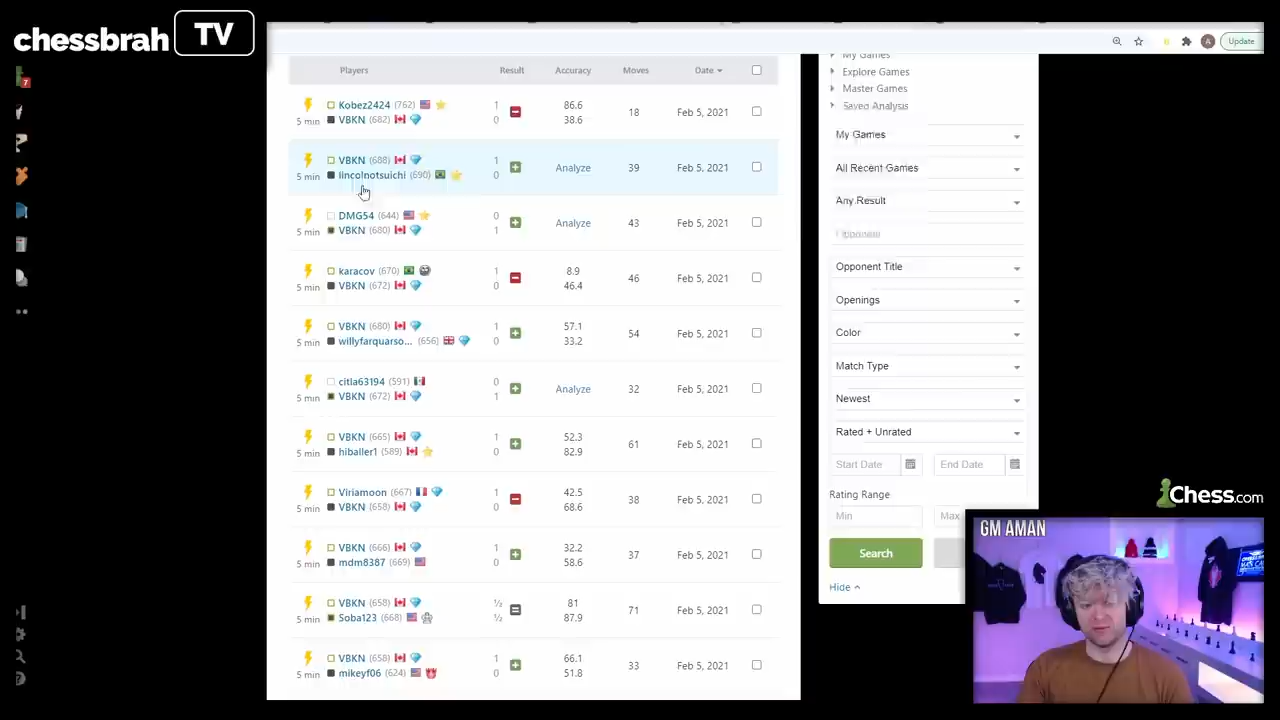 chessbrah TV
Update
7
Players Result Accuracy Moves Date
Kobez2424 (762) 1 86.6
5 min VBKN (682) 0 38.6 18 Feb 5, 2021
VBKN (688) 1
5 min lincolnotsuichi (690) 0 Analyze 39 Feb 5, 2021
DMG54 (644) 0
5 min VBKN (680) 1 Analyze 43 Feb 5, 2021
karacov (670) 1 8.9
5 min VBKN (672) 0 46.4 46 Feb 5, 2021
VBKN (680) 1 57.1
5 min willyfarquarso... (656) 0 33.2 54 Feb 5, 2021
citla63194 (591) 0
5 min VBKN (672) 1 Analyze 32 Feb 5, 2021
VBKN (665) 1 52.3
5 min hiballer1 (589) 0 82.9 61 Feb 5, 2021
Viriamoon (667) 1 42.5
5 min VBKN (658) 0 68.6 38 Feb 5, 2021
VBKN (666) 1 32.2
5 min mdm8387 (669) 0 58.6 37 Feb 5, 2021
VBKN (658) ½ 81
5 min Soba123 (668) ½ 87.9 71 Feb 5, 2021
VBKN (658) 1 66.1
5 min mikeyf06 (624) 0 51.8 33 Feb 5, 2021
My Games
Explore Games
Master Games
Saved Analysis
My Games
All Recent Games
Any Result
Opponent
Opponent Title
Openings
Color
Match Type
Newest
Rated + Unrated
Start Date End Date
Rating Range
Min Max
Search
Hide
Chess.com
GM AMAN